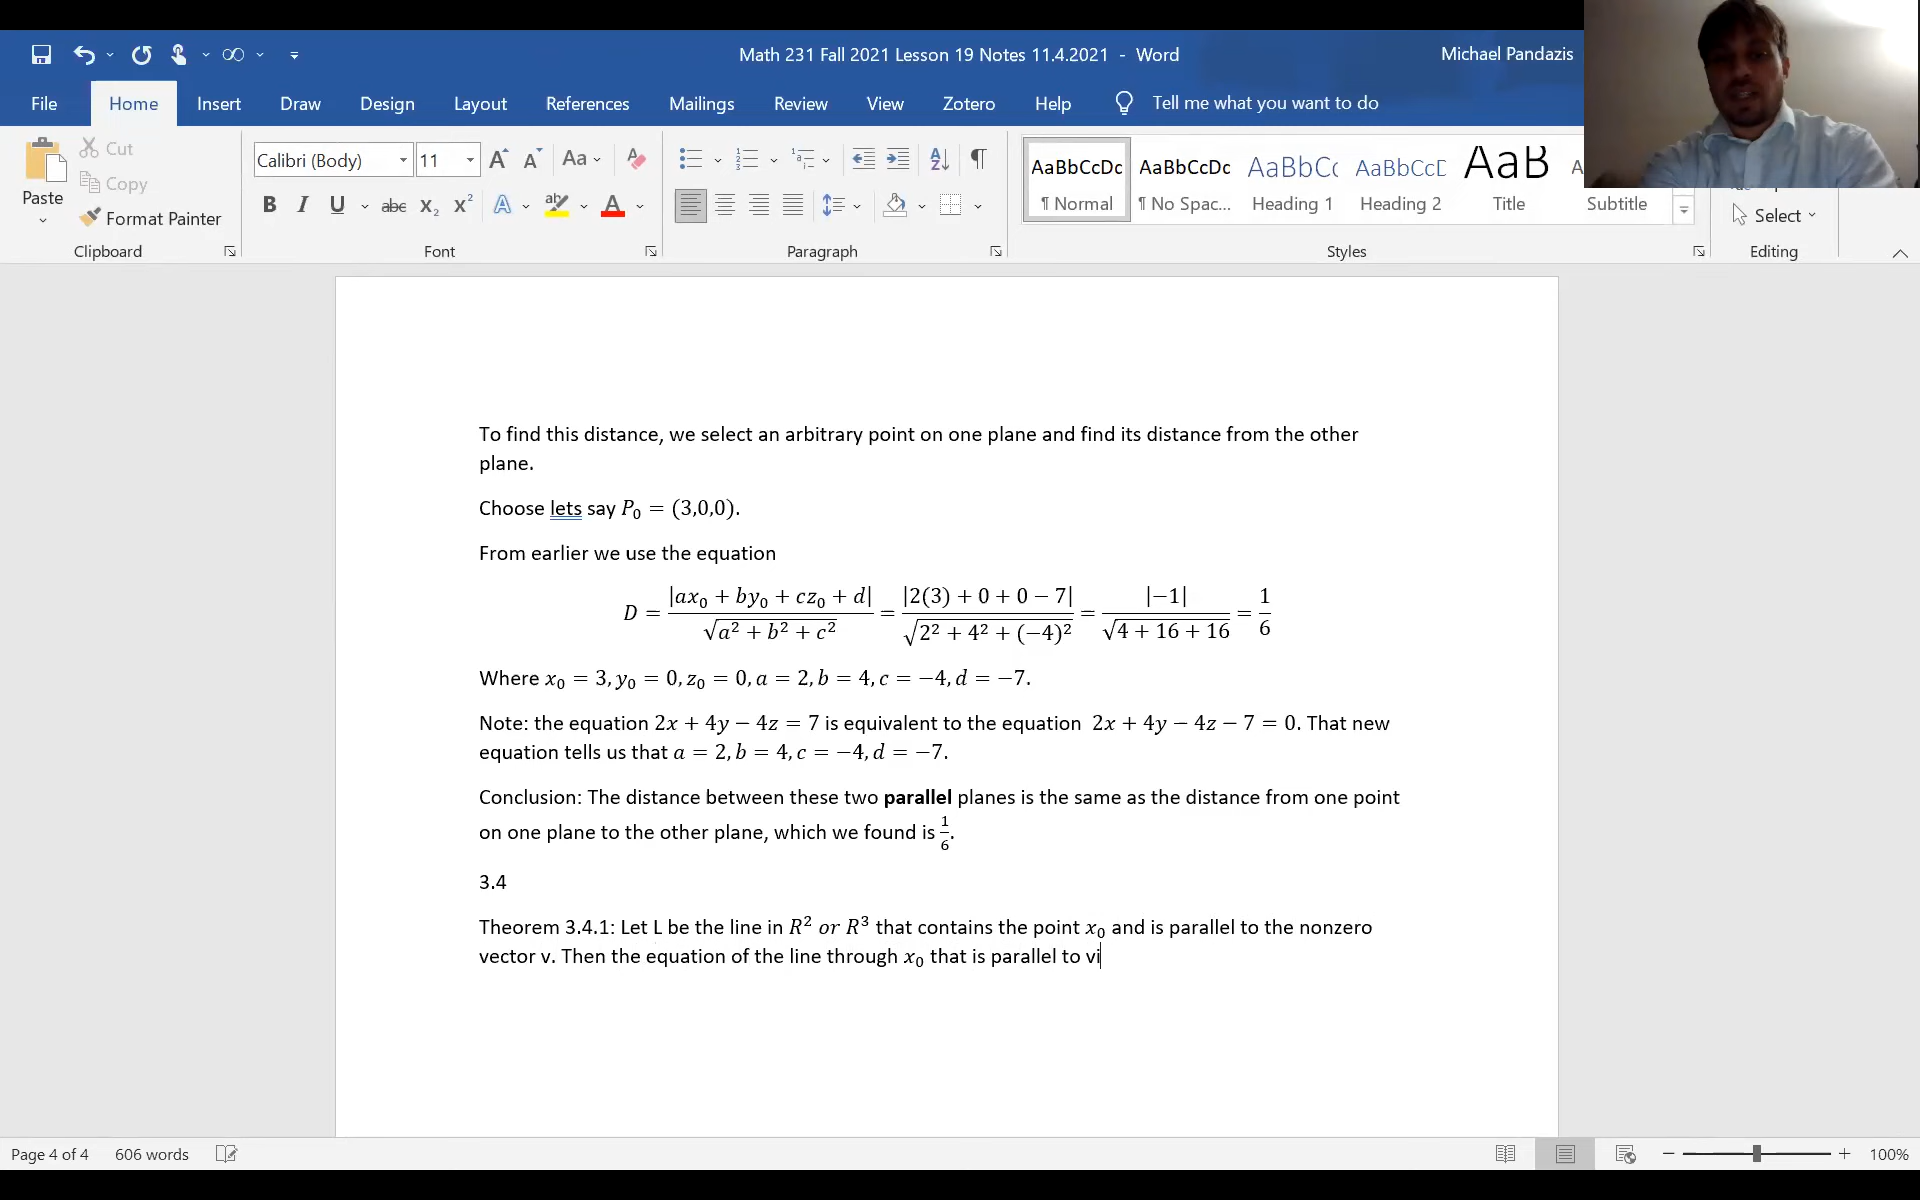 Math 231 Fall 2021 Lesson 19 Notes 11.4.2021 - Word
Michael Pandazis
File Home Insert Draw Design Layout References Mailings Review View Zotero Help Tell me what you want to do
Paste
Cut
Copy
Format Painter
Clipboard
Calibri (Body) 11
Font
Paragraph
AaBbCcDc AaBbCcDc AaBbCc AaBbCcD AaB
¶ Normal ¶ No Spac... Heading 1 Heading 2 Title Subtitle
Styles
Select
Editing
To find this distance, we select an arbitrary point on one plane and find its distance from the other
plane.
Choose lets say P₀ = (3,0,0).
From earlier we use the equation
D = |ax₀ + by₀ + cz₀ + d| / √(a² + b² + c²) = |2(3) + 0 + 0 − 7| / √(2² + 4² + (−4)²) = |−1| / √(4 + 16 + 16) = 1/6
Where x₀ = 3, y₀ = 0, z₀ = 0, a = 2, b = 4, c = −4, d = −7.
Note: the equation 2x + 4y − 4z = 7 is equivalent to the equation 2x + 4y − 4z − 7 = 0. That new
equation tells us that a = 2, b = 4, c = −4, d = −7.
Conclusion: The distance between these two parallel planes is the same as the distance from one point
on one plane to the other plane, which we found is 1/6.
3.4
Theorem 3.4.1: Let L be the line in R² or R³ that contains the point x₀ and is parallel to the nonzero
vector v. Then the equation of the line through x₀ that is parallel to vi
Page 4 of 4 606 words 100%